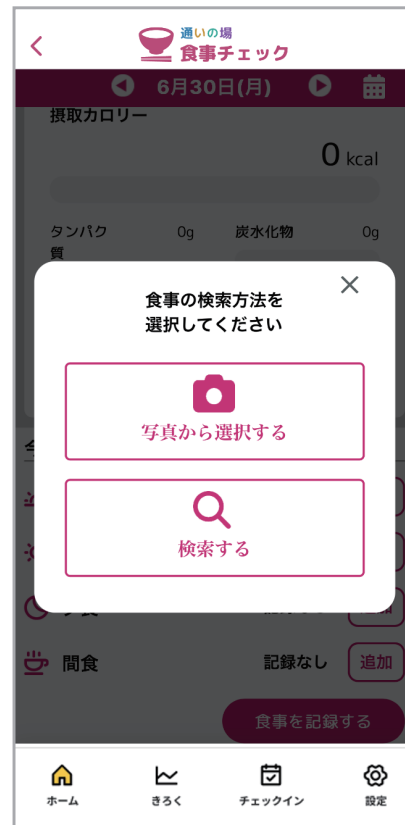 通いの場
食事チェック
6月30日(月)
摂取カロリー
0 kcal
タンパク質 0g 炭水化物 0g
食事の検索方法を
選択してください
写真から選択する
検索する
間食 記録なし 追加
食事を記録する
ホーム きろく チェックイン 設定